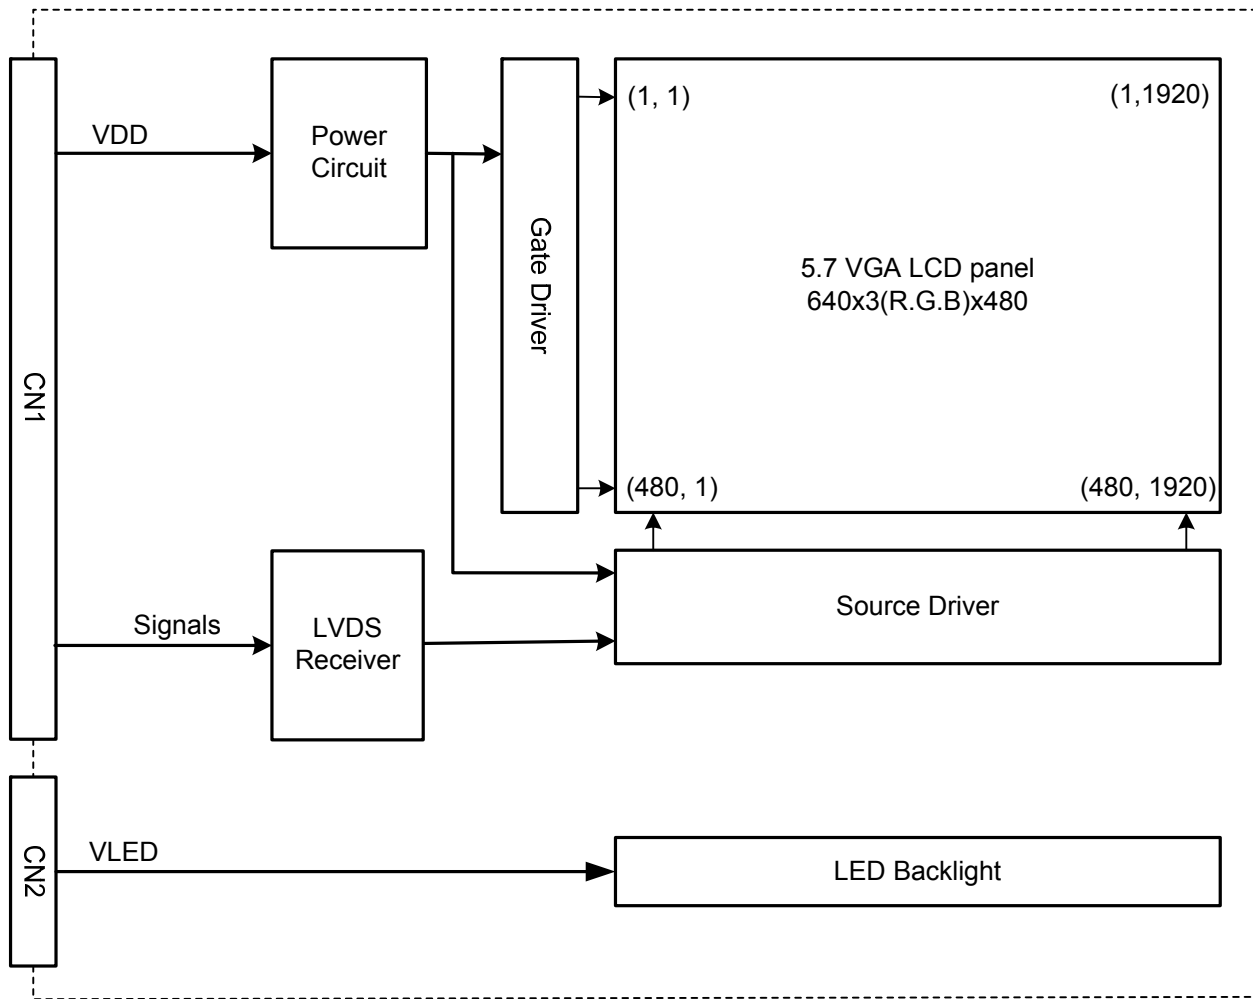 (1, 1)
(1,1920)
VDD
Power
Circuit
Gate Driver
5.7 VGA LCD panel
640x3(R.G.B)x480
CN1
(480, 1)
(480, 1920)
Signals
LVDS
Receiver
Source Driver
CN2
VLED
LED Backlight